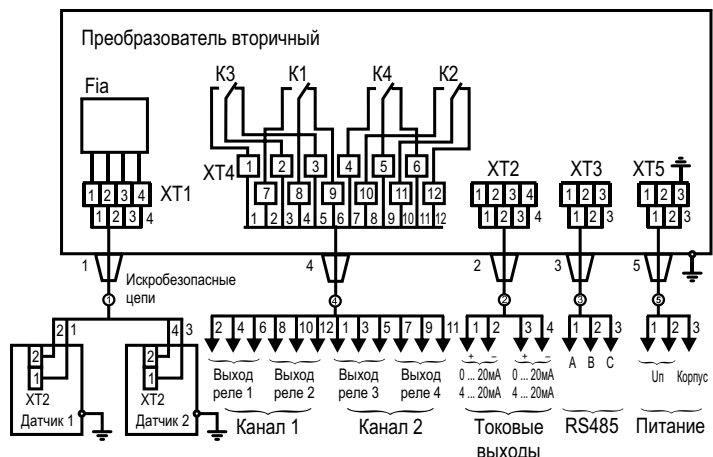 Преобразователь вторичный
К3 К1 К4 К2
Fia
1 2 3 4 XT1
1 2 3 4
XT4
1 2 3 4 5 6
7 8 9 10 11 12
1 2 3 4 5 6 7 8 9 10 11 12
XT2 XT3 XT5
1 2 3 4 1 2 3 1 2 3
1 2 3 4 1 2 3 1 2 3
1 4 2 3 5
Искробезопасные
цепи
1 4 2 3 5
2 1 4 3
2 4 6 8 10 12 1 3 5 7 9 11 1 2 3 4 1 2 3 1 2 3
+ – + –
A B C
2
1
XT2
Датчик 1
2
1
XT2
Датчик 2
Выход
реле 1
Выход
реле 2
Выход
реле 3
Выход
реле 4
0 ... 20мА
4 ... 20мА
0 ... 20мА
4 ... 20мА
Uп Корпус
Канал 1 Канал 2
Токовые
выходы
RS485 Питание